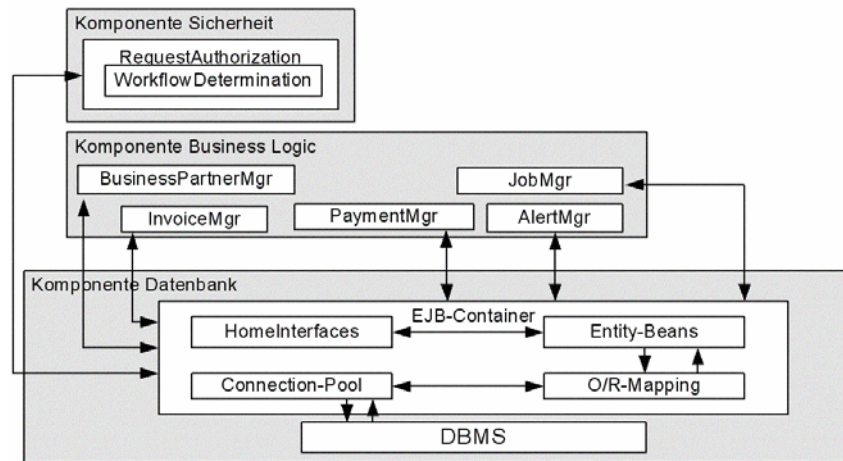 Komponente Sicherheit
RequestAuthorization
WorkflowDetermination
Komponente Business Logic
BusinessPartnerMgr
JobMgr
InvoiceMgr
PaymentMgr
AlertMgr
Komponente Datenbank
EJB-Container
HomeInterfaces
Entity-Beans
Connection-Pool
O/R-Mapping
DBMS